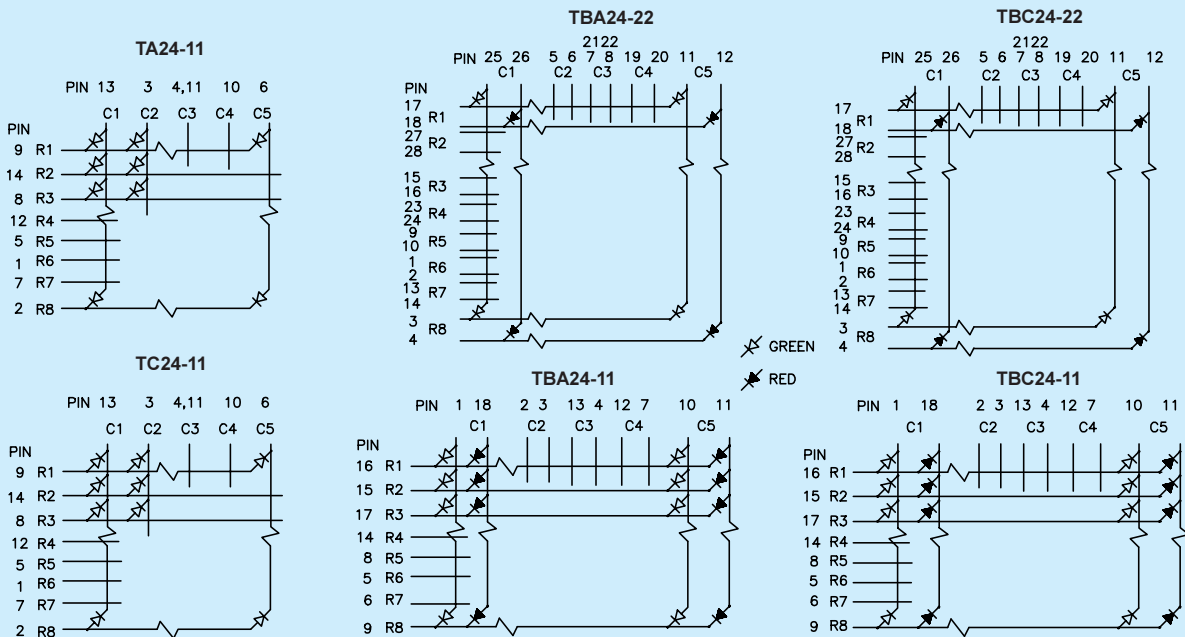 TA24-11
PIN 13 3 4,11 10 6
C1 C2 C3 C4 C5
PIN
9 R1
14 R2
8 R3
12 R4
5 R5
1 R6
7 R7
2 R8
TBA24-22
2122
PIN 25 26 5 6 7 8 19 20 11 12
C1 C2 C3 C4 C5
PIN
17
R1
18
27
R2
28
15
R3
16
23
R4
24
9
R5
10
1
R6
2
13
R7
14
3
R8
4
TBC24-22
2122
PIN 25 26 5 6 7 8 19 20 11 12
C1 C2 C3 C4 C5
17
R1
18
27
R2
28
15
R3
16
23
R4
24
9
R5
10
1
R6
2
13
R7
14
3
R8
4
GREEN
RED
TC24-11
PIN 13 3 4,11 10 6
C1 C2 C3 C4 C5
PIN
9 R1
14 R2
8 R3
12 R4
5 R5
1 R6
7 R7
2 R8
TBA24-11
PIN 1 18 2 3 13 4 12 7 10 11
C1 C2 C3 C4 C5
PIN
16 R1
15 R2
17 R3
14 R4
8 R5
5 R6
6 R7
9 R8
TBC24-11
PIN 1 18 2 3 13 4 12 7 10 11
C1 C2 C3 C4 C5
PIN
16 R1
15 R2
17 R3
14 R4
8 R5
5 R6
6 R7
9 R8